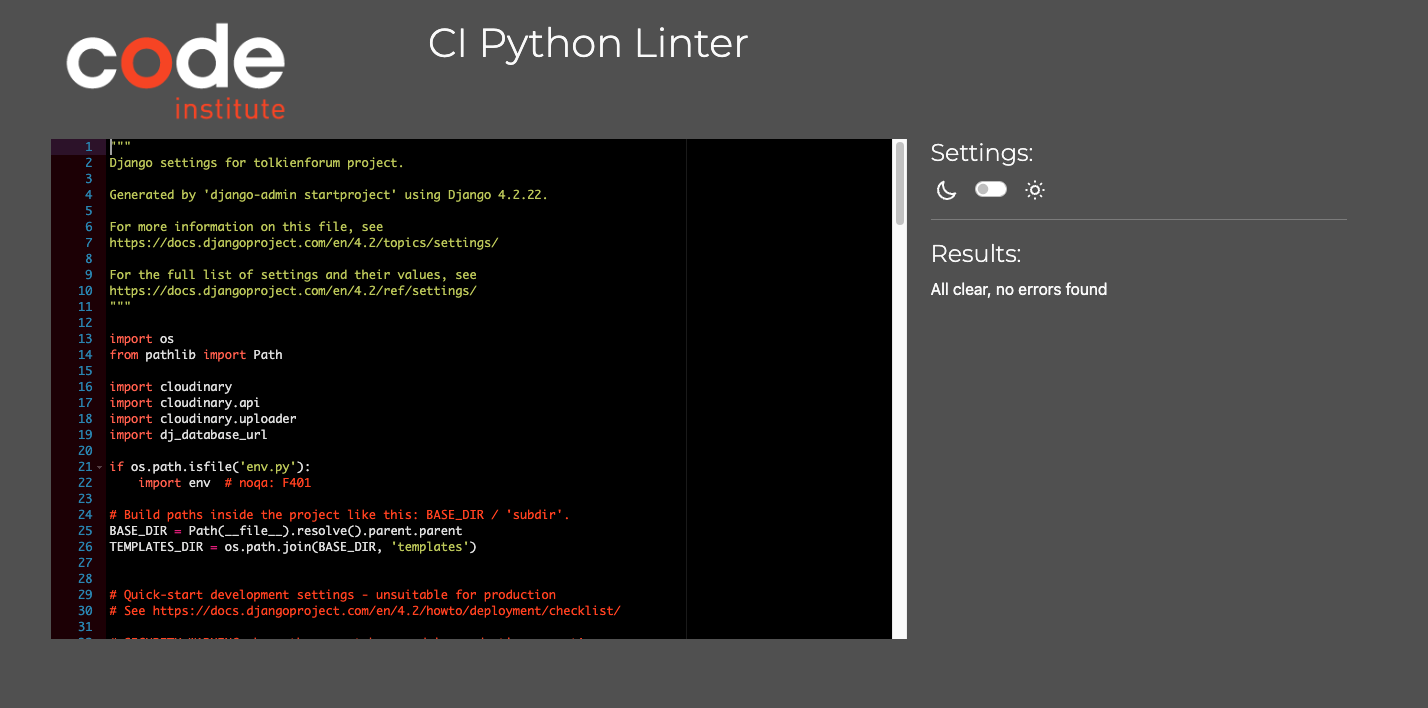 code
institute
CI Python Linter
1 """
2 Django settings for tolkienforum project.
3
4 Generated by 'django-admin startproject' using Django 4.2.22.
5
6 For more information on this file, see
7 https://docs.djangoproject.com/en/4.2/topics/settings/
8
9 For the full list of settings and their values, see
10 https://docs.djangoproject.com/en/4.2/ref/settings/
11 """
12
13 import os
14 from pathlib import Path
15
16 import cloudinary
17 import cloudinary.api
18 import cloudinary.uploader
19 import dj_database_url
20
21 if os.path.isfile('env.py'):
22     import env  # noqa: F401
23
24 # Build paths inside the project like this: BASE_DIR / 'subdir'.
25 BASE_DIR = Path(__file__).resolve().parent.parent
26 TEMPLATES_DIR = os.path.join(BASE_DIR, 'templates')
27
28
29 # Quick-start development settings - unsuitable for production
30 # See https://docs.djangoproject.com/en/4.2/howto/deployment/checklist/
31
Settings:
Results:
All clear, no errors found